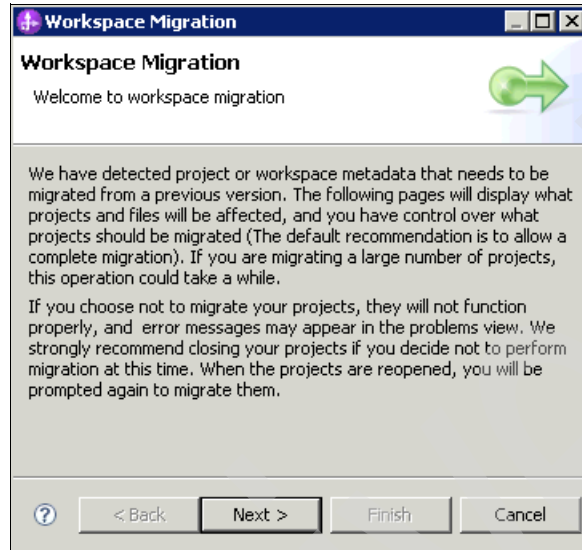 Workspace Migration
Workspace Migration
Welcome to workspace migration
We have detected project or workspace metadata that needs to be
migrated from a previous version. The following pages will display what
projects and files will be affected, and you have control over what
projects should be migrated (The default recommendation is to allow a
complete migration). If you are migrating a large number of projects,
this operation could take a while.
If you choose not to migrate your projects, they will not function
properly, and error messages may appear in the problems view. We
strongly recommend closing your projects if you decide not to perform
migration at this time. When the projects are reopened, you will be
prompted again to migrate them.
? < Back Next > Finish Cancel